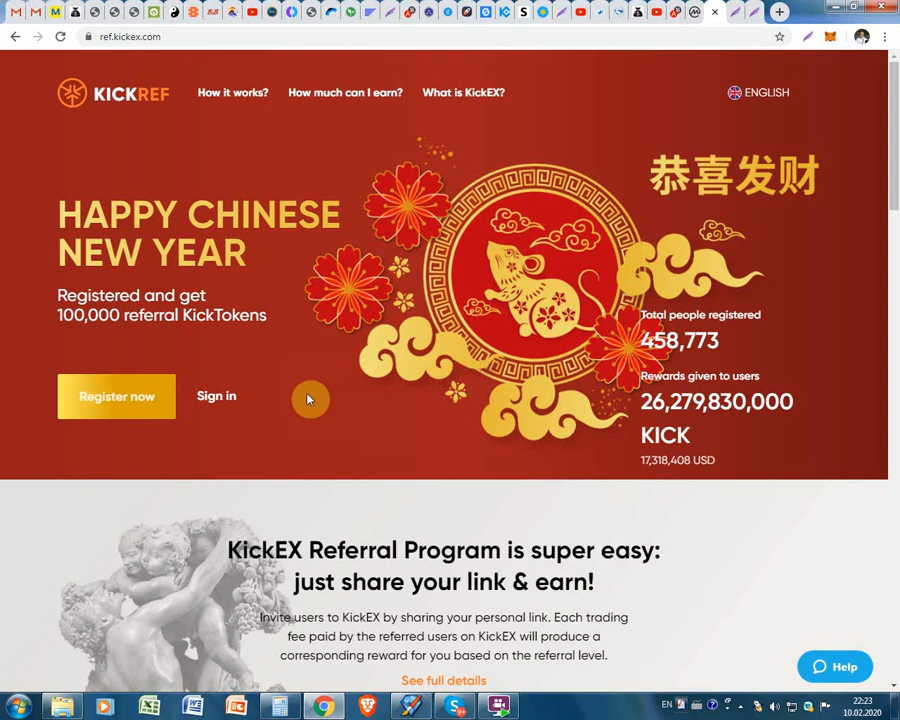 ref.kickex.com
KICKREF
How it works?
How much can I earn?
What is KickEX?
ENGLISH
恭喜发财
HAPPY CHINESE
NEW YEAR
Registered and get
100,000 referral KickTokens
Total people registered
458,773
Rewards given to users
26,279,830,000
KICK
17,318,408 USD
Register now
Sign in
KickEX Referral Program is super easy:
just share your link & earn!
Invite users to KickEX by sharing your personal link. Each trading
fee paid by the referred users on KickEX will produce a
corresponding reward for you based on the referral level.
See full details
Help
EN
22:23
10.02.2020